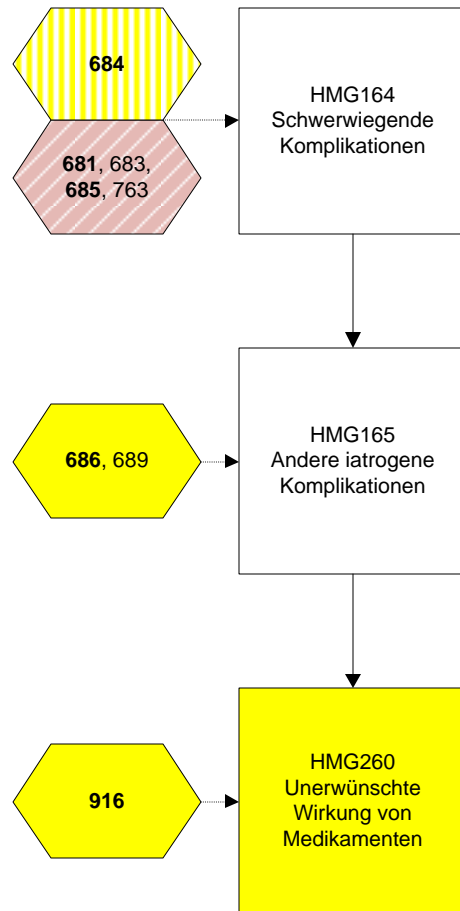 684
681, 683,
685, 763
HMG164
Schwerwiegende
Komplikationen
686, 689
HMG165
Andere iatrogene
Komplikationen
916
HMG260
Unerwünschte
Wirkung von
Medikamenten